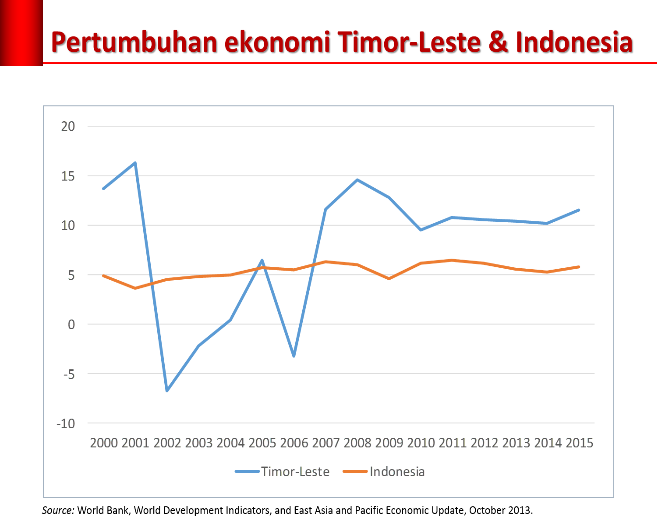 Pertumbuhan ekonomi Timor-Leste & Indonesia
20
15
10
5
0
-5
-10
2000 2001 2002 2003 2004 2005 2006 2007 2008 2009 2010 2011 2012 2013 2014 2015
Timor-Leste Indonesia
Source: World Bank, World Development Indicators, and East Asia and Pacific Economic Update, October 2013.